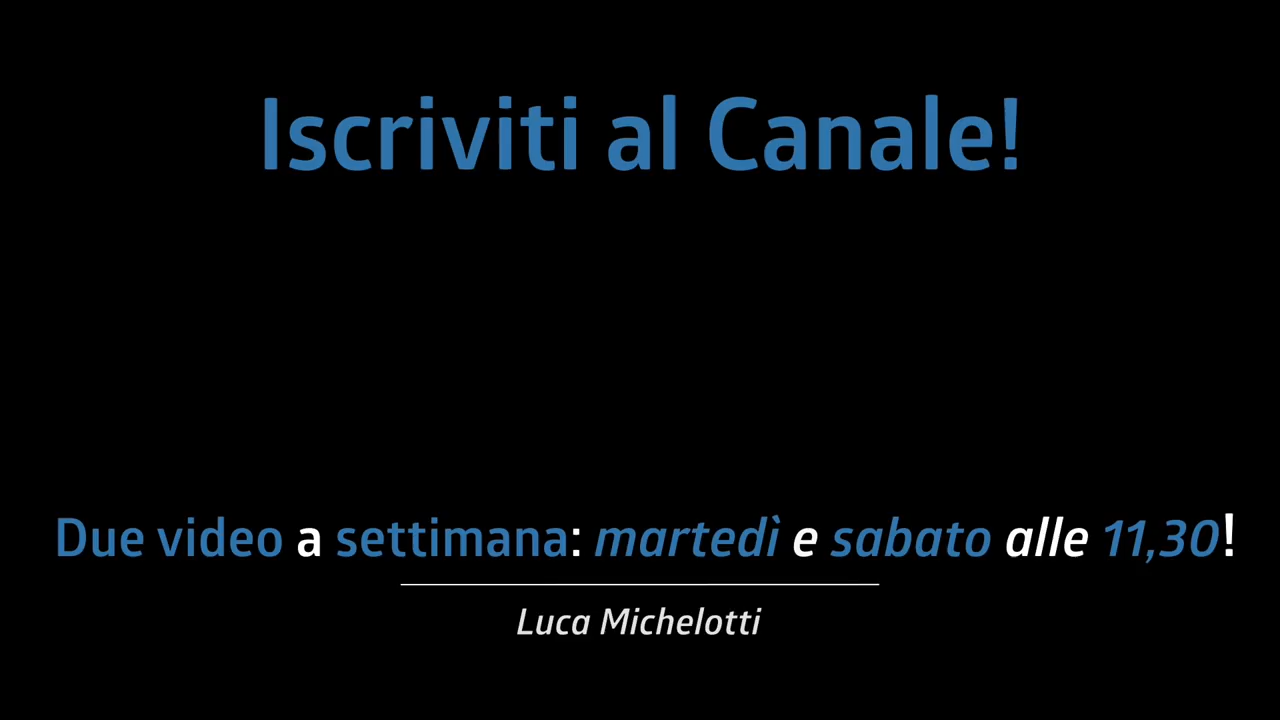 Iscriviti al Canale!
Due video a settimana: martedì e sabato alle 11,30!
Luca Michelotti